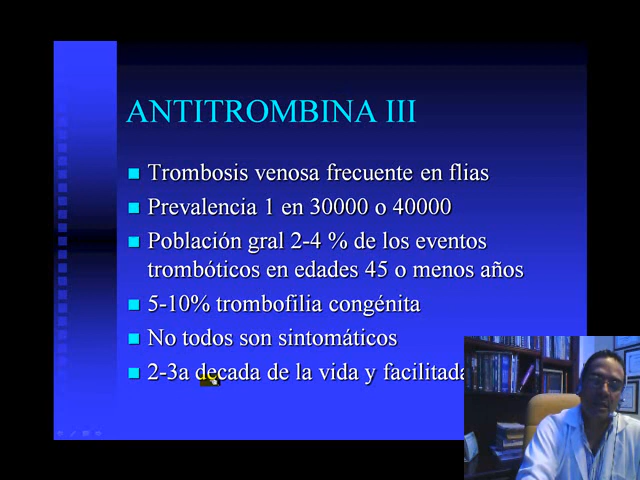 ANTITROMBINA III
Trombosis venosa frecuente en flias
Prevalencia 1 en 30000 o 40000
Población gral 2-4 % de los eventos
trombóticos en edades 45 o menos años
5-10% trombofilia congénita
No todos son sintomáticos
2-3a decada de la vida y facilitada